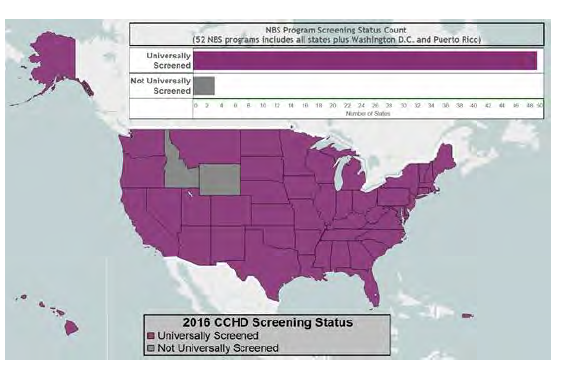 NBS Program Screening Status Count
(52 NBS programs includes all states plus Washington D.C. and Puerto Rico)
Universally
Screened
Not Universally
Screened
0 2 4 6 8 10 12 14 16 18 20 22 24 26 28 30 32 34 36 38 40 42 44 46 48 50
Number of States
2016 CCHD Screening Status
Universally Screened
Not Universally Screened